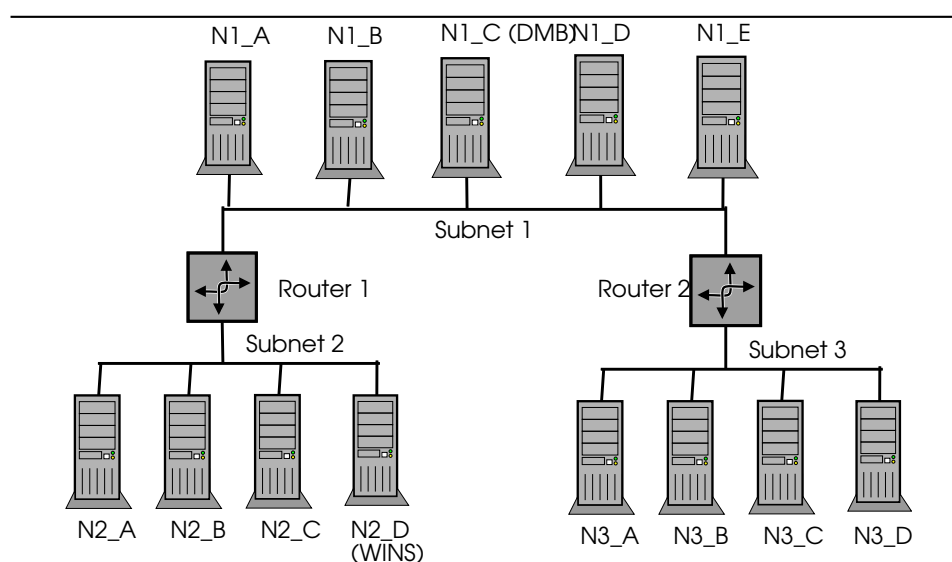 N1_A N1_B N1_C (DMB) N1_D N1_E
Subnet 1
Router 1 Router 2
Subnet 2 Subnet 3
N2_A N2_B N2_C N2_D
(WINS)
N3_A N3_B N3_C N3_D